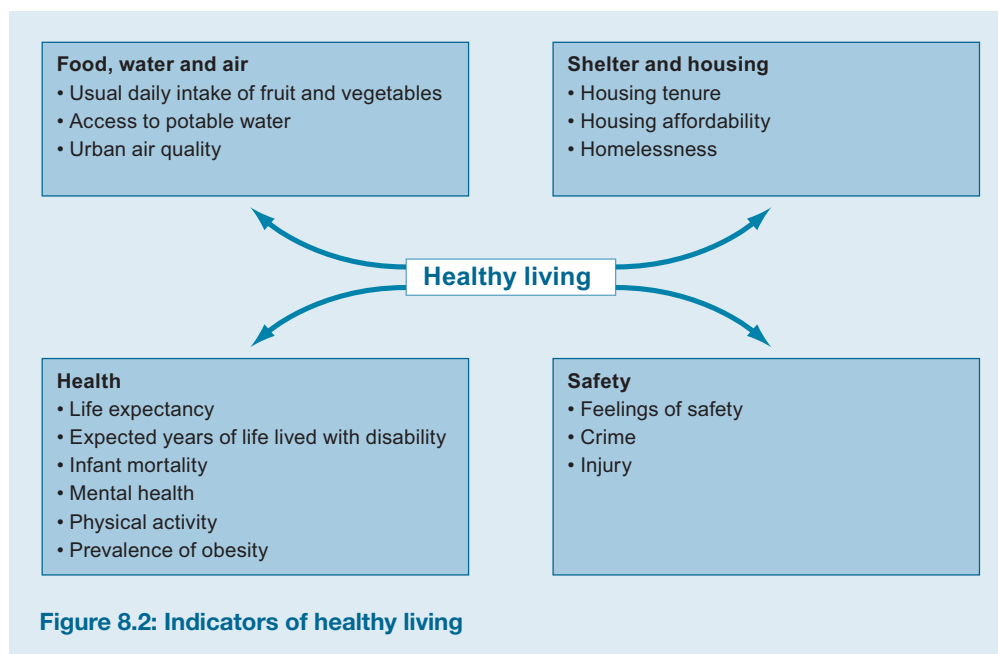 Food, water and air
• Usual daily intake of fruit and vegetables
• Access to potable water
• Urban air quality
Shelter and housing
• Housing tenure
• Housing affordability
• Homelessness
Healthy living
Health
• Life expectancy
• Expected years of life lived with disability
• Infant mortality
• Mental health
• Physical activity
• Prevalence of obesity
Safety
• Feelings of safety
• Crime
• Injury
Figure 8.2: Indicators of healthy living